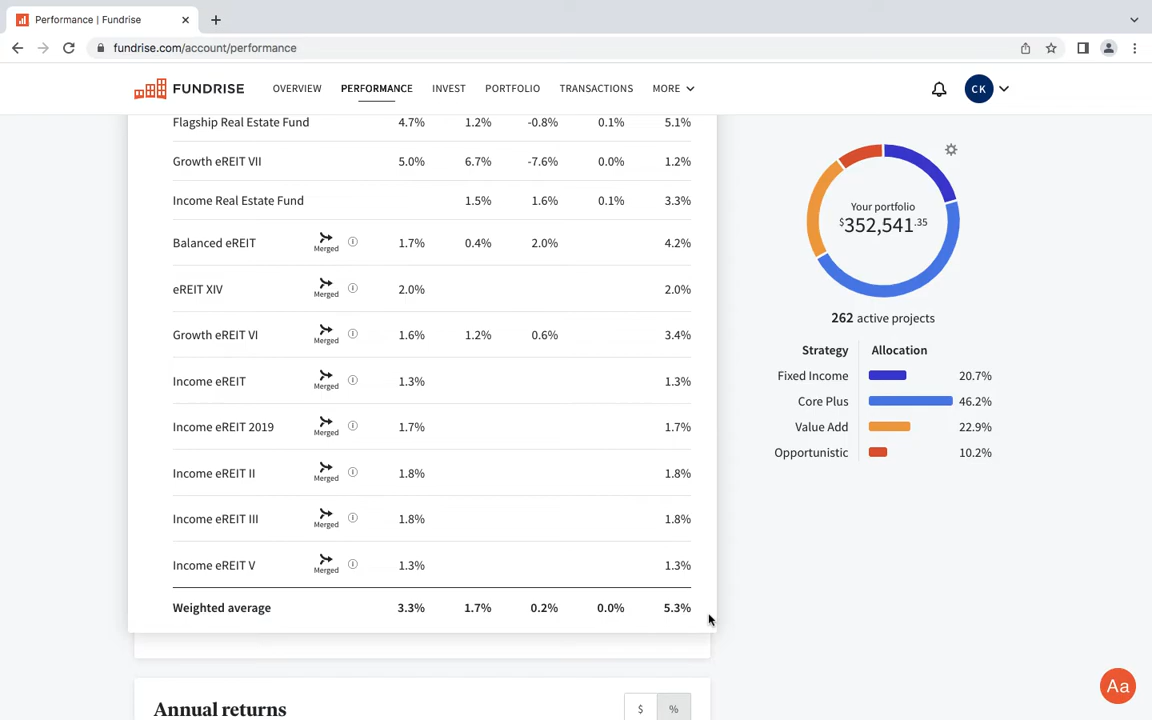 Performance | Fundrise
fundrise.com/account/performance
FUNDRISE
OVERVIEW PERFORMANCE INVEST PORTFOLIO TRANSACTIONS MORE
CK
Flagship Real Estate Fund 4.7% 1.2% -0.8% 0.1% 5.1%
Growth eREIT VII 5.0% 6.7% -7.6% 0.0% 1.2%
Income Real Estate Fund 1.5% 1.6% 0.1% 3.3%
Balanced eREIT Merged 1.7% 0.4% 2.0% 4.2%
eREIT XIV Merged 2.0% 2.0%
Growth eREIT VI Merged 1.6% 1.2% 0.6% 3.4%
Income eREIT Merged 1.3% 1.3%
Income eREIT 2019 Merged 1.7% 1.7%
Income eREIT II Merged 1.8% 1.8%
Income eREIT III Merged 1.8% 1.8%
Income eREIT V Merged 1.3% 1.3%
Weighted average 3.3% 1.7% 0.2% 0.0% 5.3%
Annual returns
$ %
Your portfolio
$352,541.35
262 active projects
Strategy Allocation
Fixed Income 20.7%
Core Plus 46.2%
Value Add 22.9%
Opportunistic 10.2%
Aa